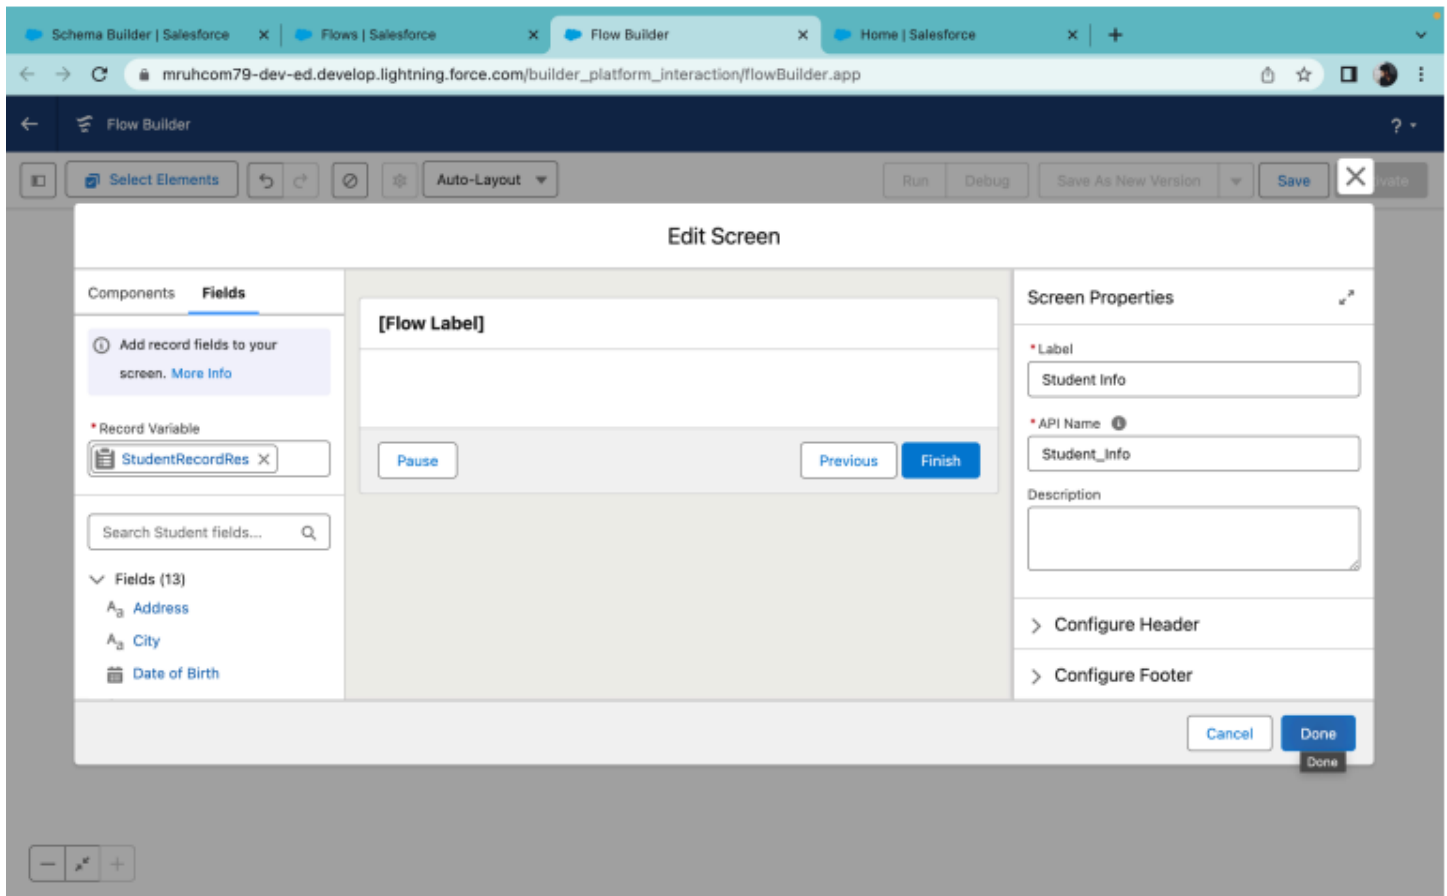 Schema Builder | Salesforce
Flows | Salesforce
Flow Builder
Home | Salesforce
mruhcom79-dev-ed.develop.lightning.force.com/builder_platform_interaction/flowBuilder.app
Flow Builder
?
Select Elements
Auto-Layout
Run
Debug
Save As New Version
Save
ivate
Edit Screen
Components
Fields
Add record fields to your
screen. More Info
*Record Variable
StudentRecordRes
Search Student fields...
Fields (13)
Aa Address
Aa City
Date of Birth
[Flow Label]
Pause
Previous
Finish
Screen Properties
*Label
Student Info
*API Name
Student_Info
Description
Configure Header
Configure Footer
Cancel
Done
Done